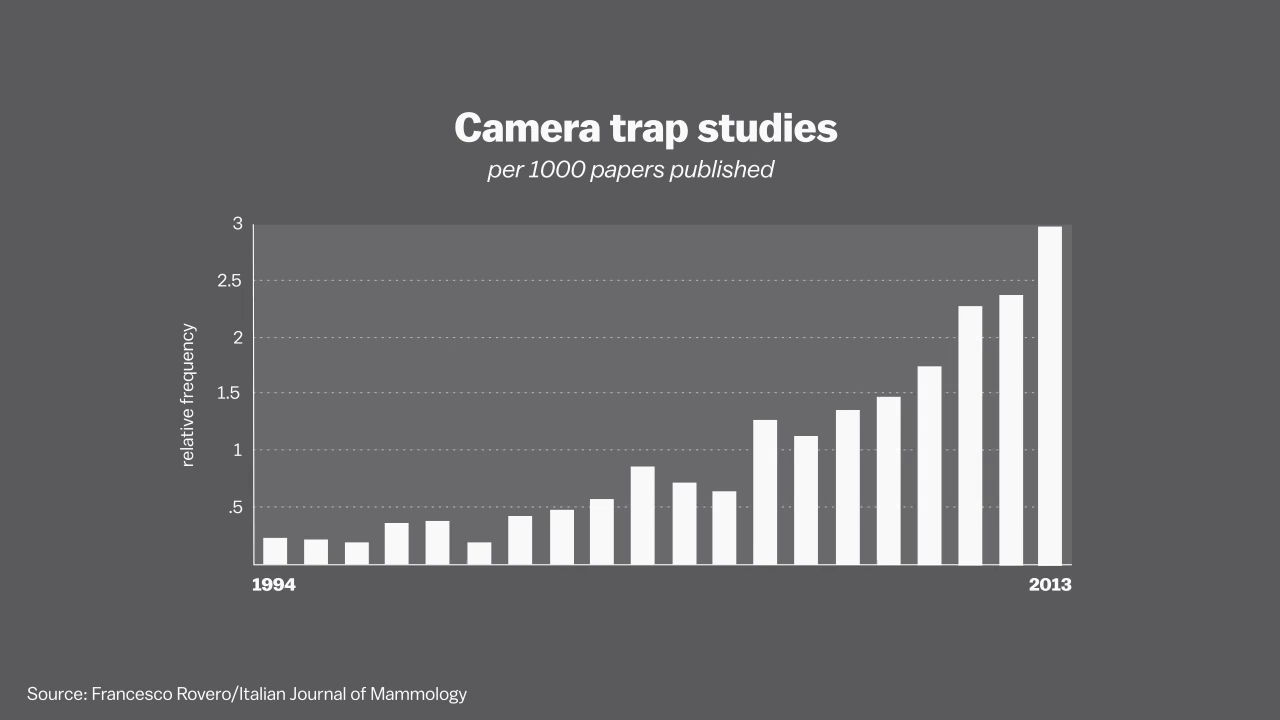 Camera trap studies
per 1000 papers published
3
2.5
2
1.5
1
.5
relative frequency
1994
2013
Source: Francesco Rovero/Italian Journal of Mammology